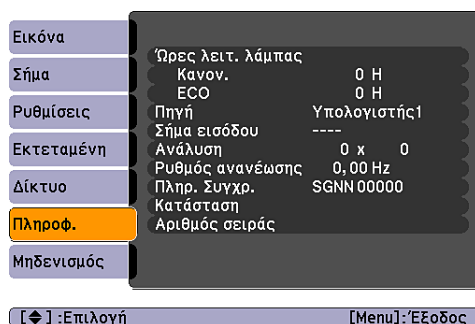 Εικόνα
Σήμα
Ρυθμίσεις
Εκτεταμένη
Δίκτυο
Πληροφ.
Μηδενισμός
Ώρες λειτ. λάμπας
Κανον. 0 H
ECO 0 H
Πηγή Υπολογιστής1
Σήμα εισόδου ----
Ανάλυση 0 x 0
Ρυθμός ανανέωσης 0,00 Hz
Πληρ. Συγχρ. SGNN 00000
Κατάσταση
Αριθμός σειράς
[◆] :Επιλογή [Menu]:Έξοδος